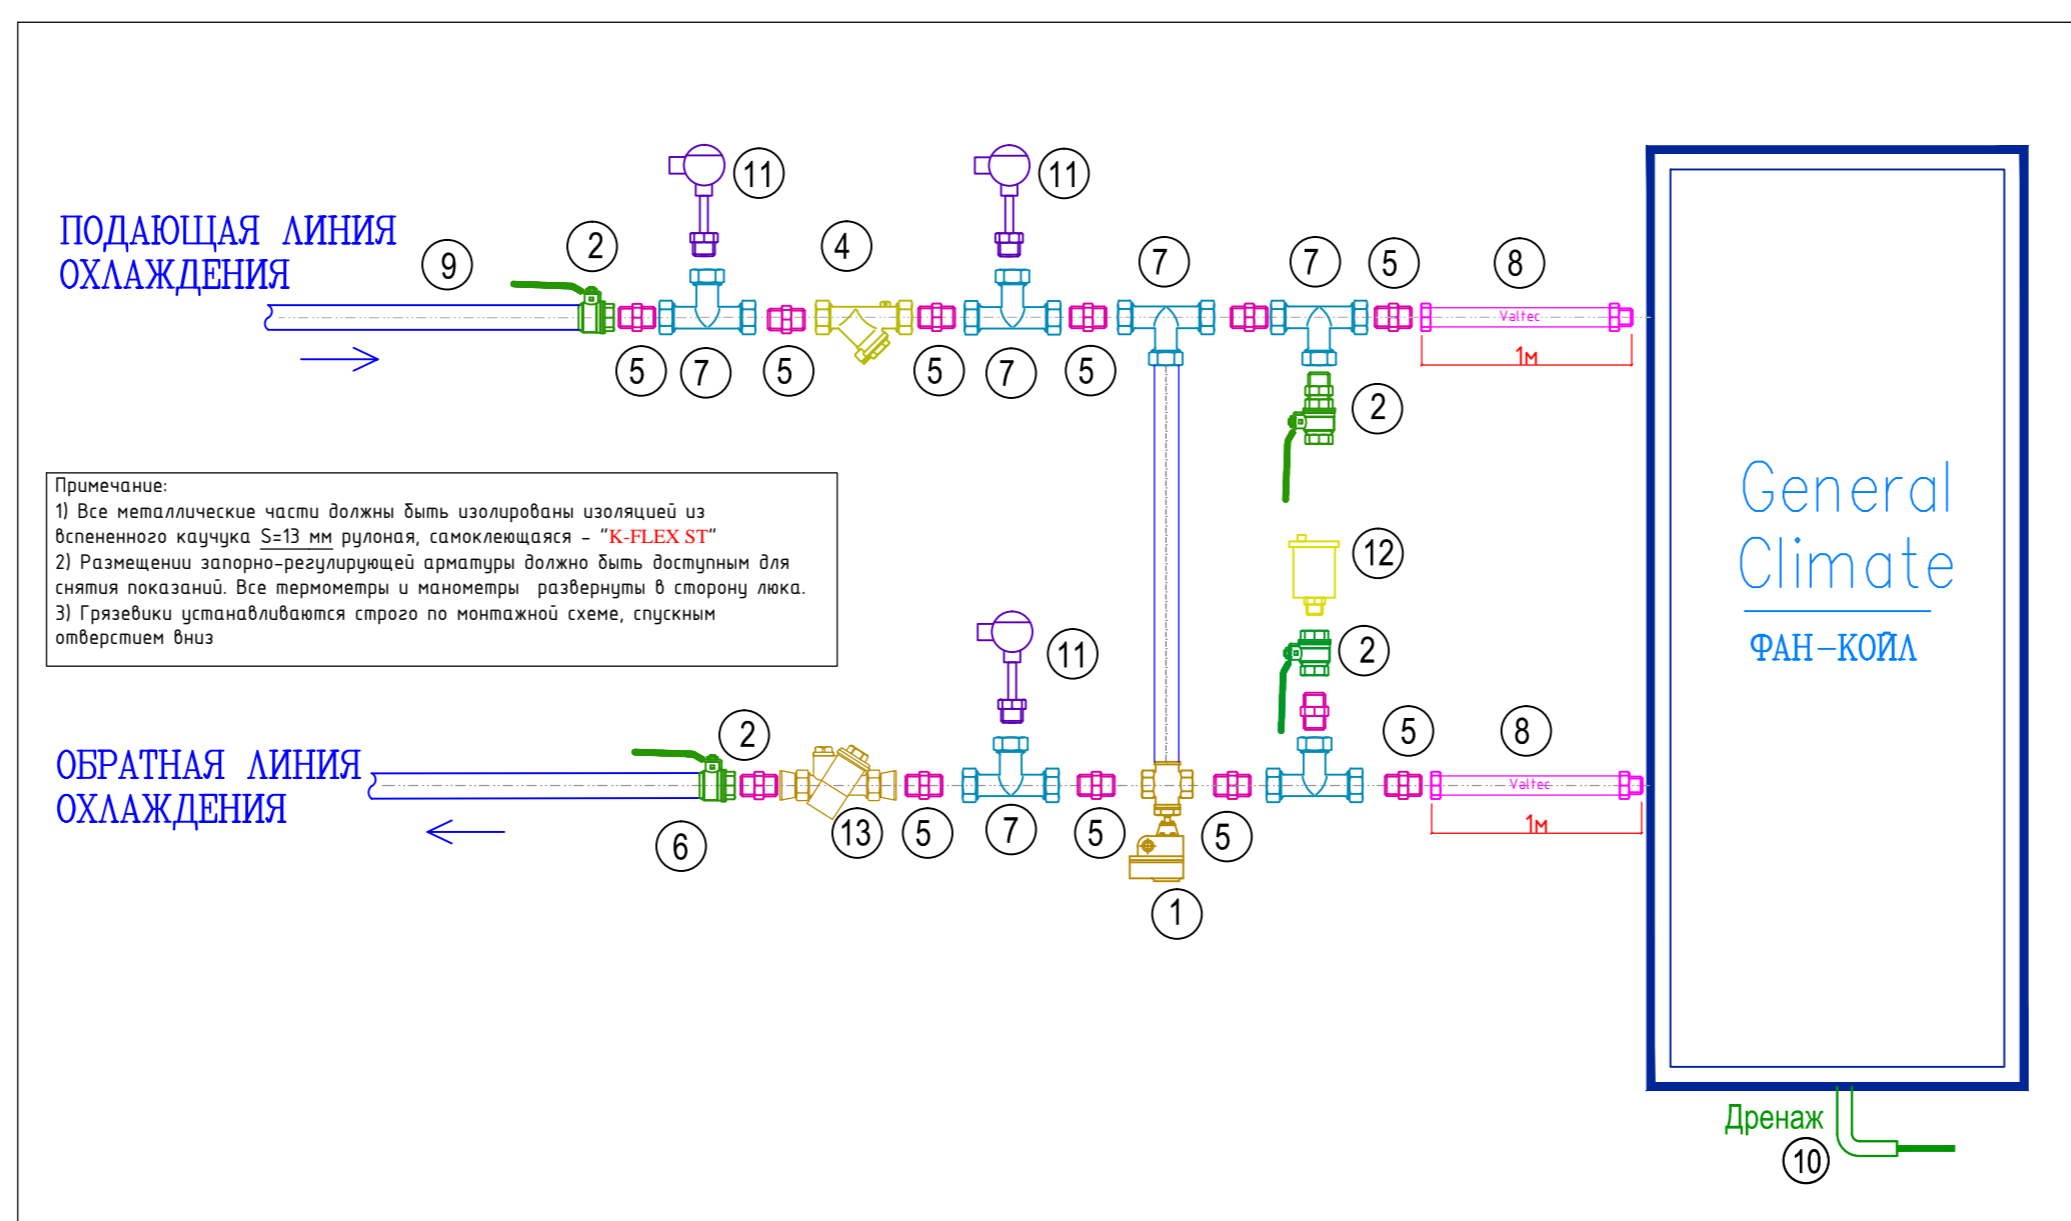 11
11
ПОДАЮЩАЯ ЛИНИЯ
ОХЛАЖДЕНИЯ
9
2
4
7
7
5
8
Valtec
1м
5
7
5
5
7
5
2
Примечание:
1) Все металлические части должны быть изолированы изоляцией из
вспененного каучука S=13 мм рулоная, самоклеющаяся - "K-FLEX ST"
2) Размещении запорно-регулирующей арматуры должно быть доступным для
снятия показаний. Все термометры и манометры развернуты в сторону люка.
3) Грязевики устанавливаются строго по монтажной схеме, спускным
отверстием вниз
General
Climate
ФАН-КОЙЛ
12
11
2
ОБРАТНАЯ ЛИНИЯ
ОХЛАЖДЕНИЯ
2
5
8
Valtec
1м
6
13
5
7
5
5
1
Дренаж
10